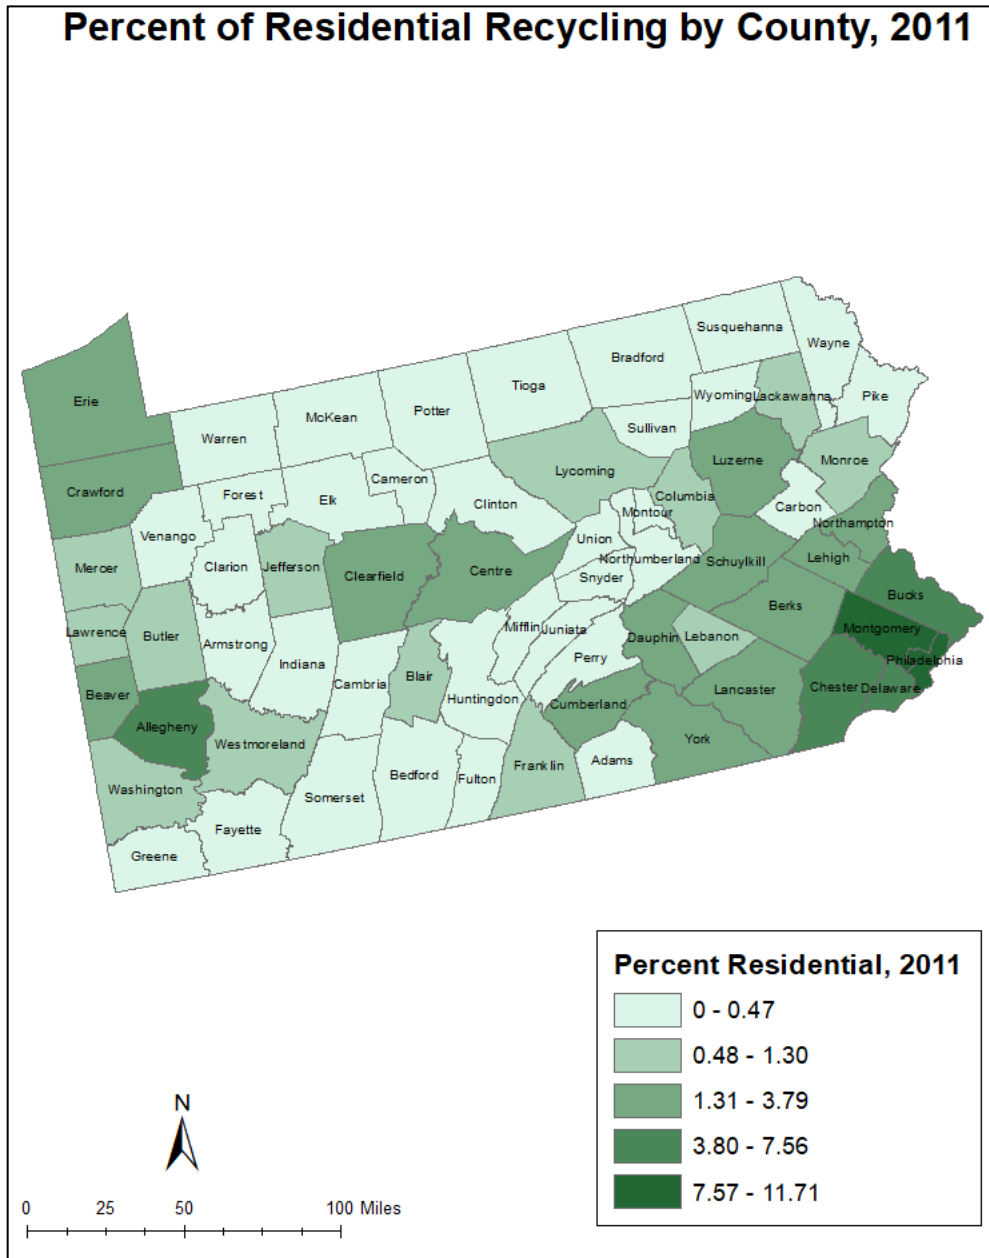 Percent of Residential Recycling by County, 2011
Susquehanna
Wayne
Bradford
Tioga
Wyoming
Lackawanna
Pike
Erie
Potter
McKean
Warren
Sullivan
Luzerne
Monroe
Lycoming
Crawford
Cameron
Forest
Elk
Clinton
Columbia
Montour
Carbon
Northampton
Venango
Union
Northumberland
Schuylkill
Lehigh
Mercer
Clarion
Jefferson
Clearfield
Centre
Snyder
Bucks
Berks
Lawrence
Butler
Armstrong
Mifflin
Juniata
Dauphin
Lebanon
Montgomery
Indiana
Perry
Philadelphia
Beaver
Cambria
Blair
Huntingdon
Cumberland
Lancaster
Chester
Delaware
Allegheny
Westmoreland
York
Washington
Somerset
Bedford
Fulton
Franklin
Adams
Fayette
Greene
Percent Residential, 2011
0 - 0.47
0.48 - 1.30
1.31 - 3.79
3.80 - 7.56
7.57 - 11.71
N
0 25 50 100 Miles